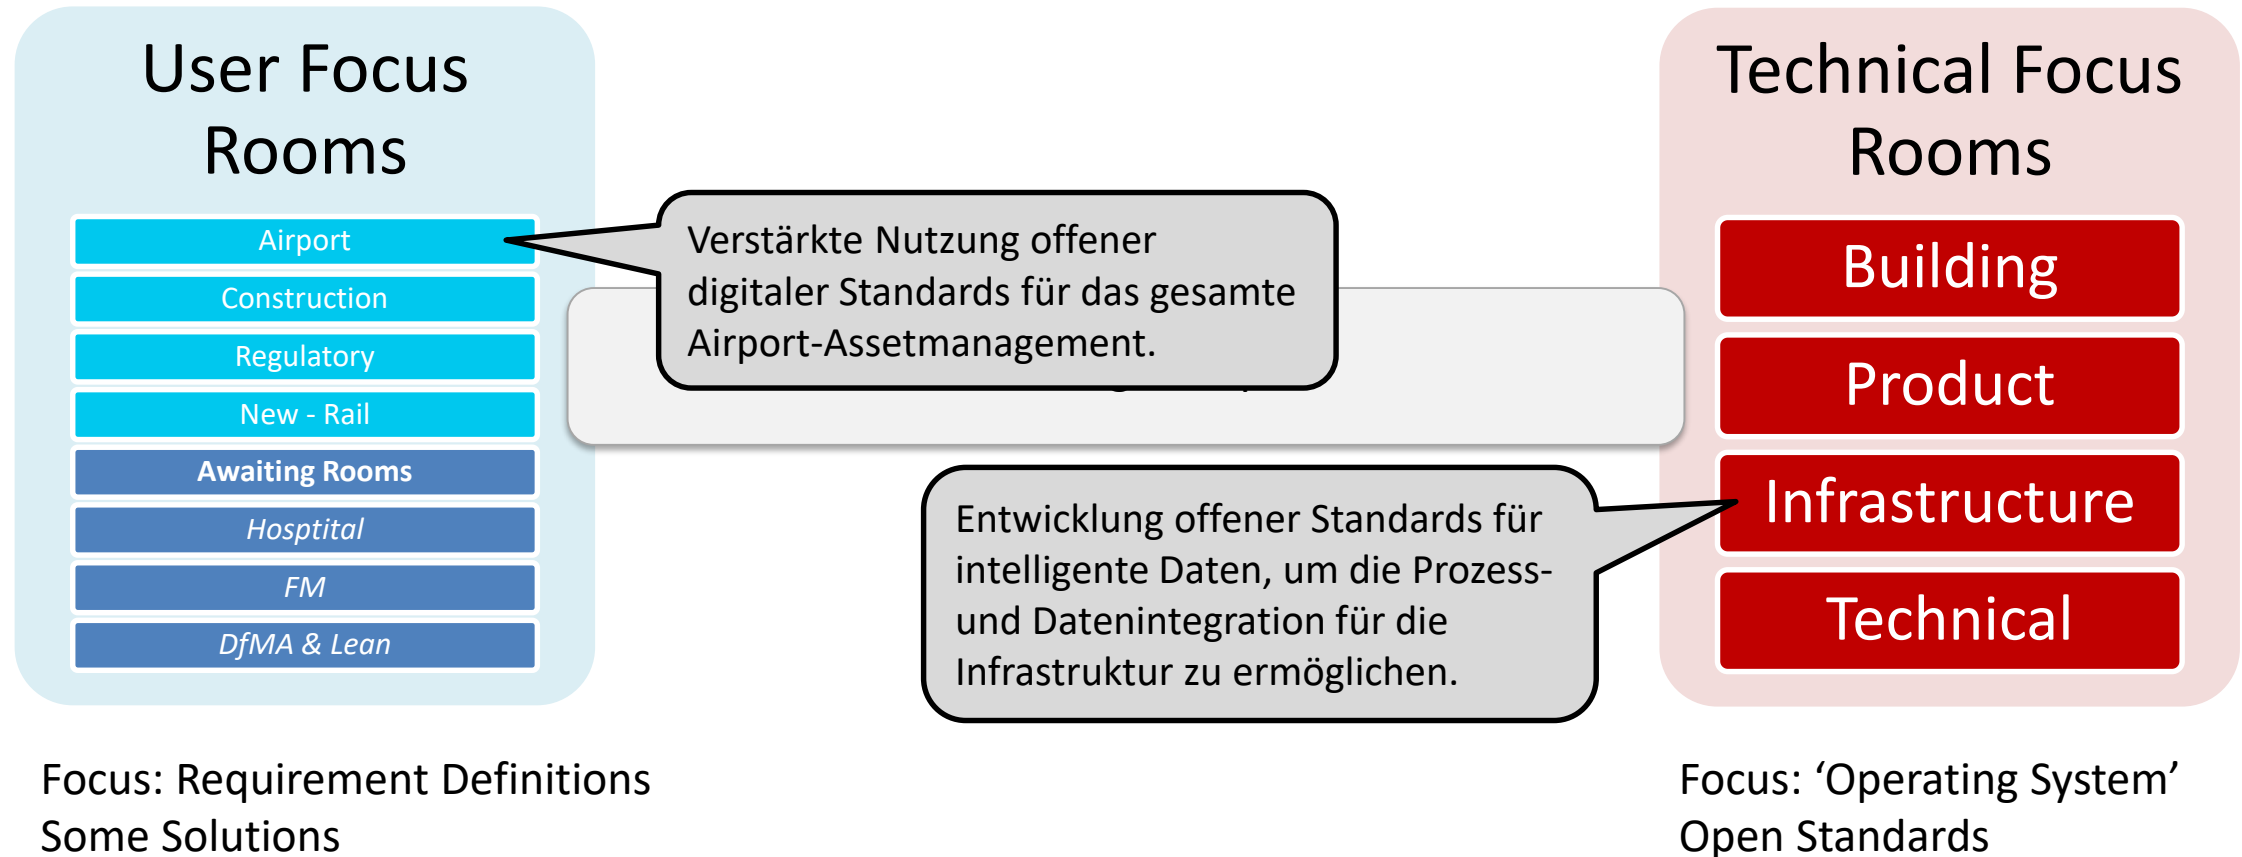 User Focus
Rooms
Airport
Construction
Regulatory
New - Rail
Awaiting Rooms
Hosptital
FM
DfMA & Lean
Focus: Requirement Definitions
Some Solutions
Verstärkte Nutzung offener
digitaler Standards für das gesamte
Airport-Assetmanagement.
Entwicklung offener Standards für
intelligente Daten, um die Prozess-
und Datenintegration für die
Infrastruktur zu ermöglichen.
Technical Focus
Rooms
Building
Product
Infrastructure
Technical
Focus: ‘Operating System’
Open Standards